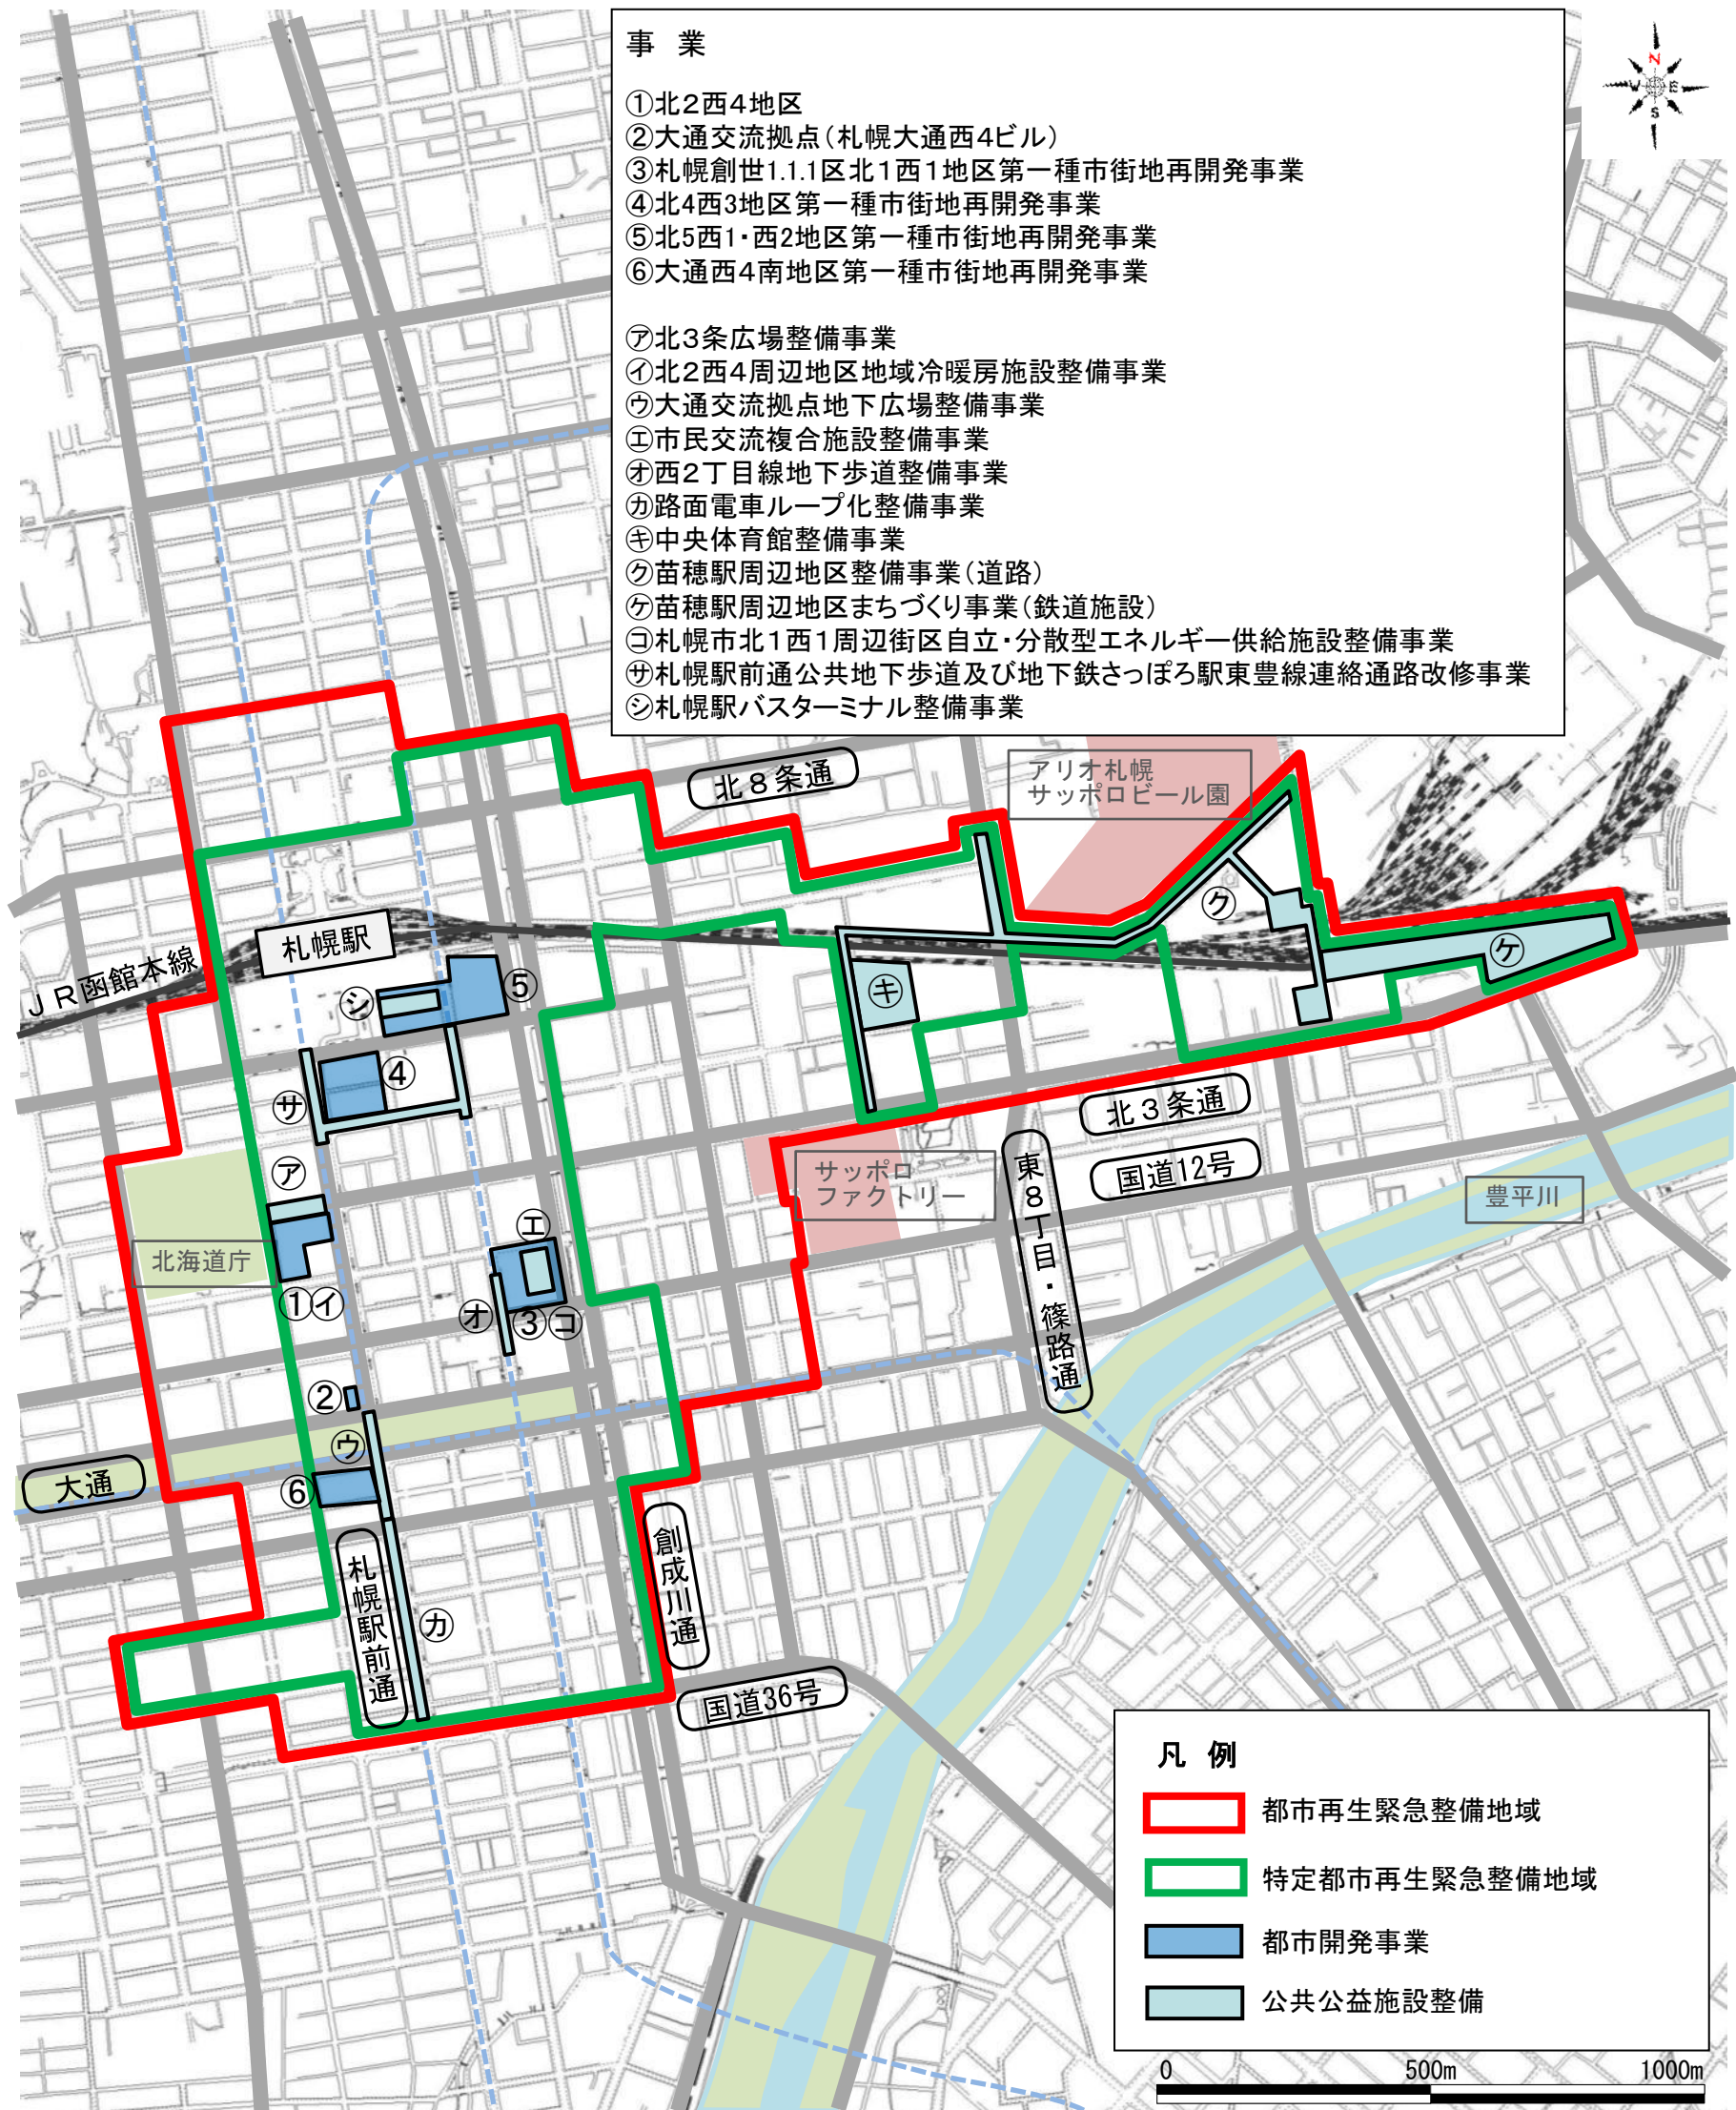 事 業
①北2西4地区
②大通交流拠点(札幌大通西4ビル)
③札幌創世1.1.1区北1西1地区第一種市街地再開発事業
④北4西3地区第一種市街地再開発事業
⑤北5西1・西2地区第一種市街地再開発事業
⑥大通西4南地区第一種市街地再開発事業
㋐北3条広場整備事業
㋑北2西4周辺地区地域冷暖房施設整備事業
㋒大通交流拠点地下広場整備事業
㋓市民交流複合施設整備事業
㋔西2丁目線地下歩道整備事業
㋕路面電車ループ化整備事業
㋖中央体育館整備事業
㋗苗穂駅周辺地区整備事業(道路)
㋘苗穂駅周辺地区まちづくり事業(鉄道施設)
㋙札幌市北1西1周辺街区自立・分散型エネルギー供給施設整備事業
㋚札幌駅前通公共地下歩道及び地下鉄さっぽろ駅東豊線連絡通路改修事業
㋛札幌駅バスターミナル整備事業
N
W E
S
北8条通
アリオ札幌
サッポロビール園
㋗
札幌駅
JR函館本線
㋘
⑤
㋛
㋖
④
㋚
北3条通
㋐
サッポロ
ファクトリー
東8丁目・篠路通
国道12号
豊平川
㋓
北海道庁
①㋑
㋔
③㋙
②
㋒
大通
⑥
創成川通
札幌駅前通
㋕
国道36号
凡 例
都市再生緊急整備地域
特定都市再生緊急整備地域
都市開発事業
公共公益施設整備
0 500m 1000m